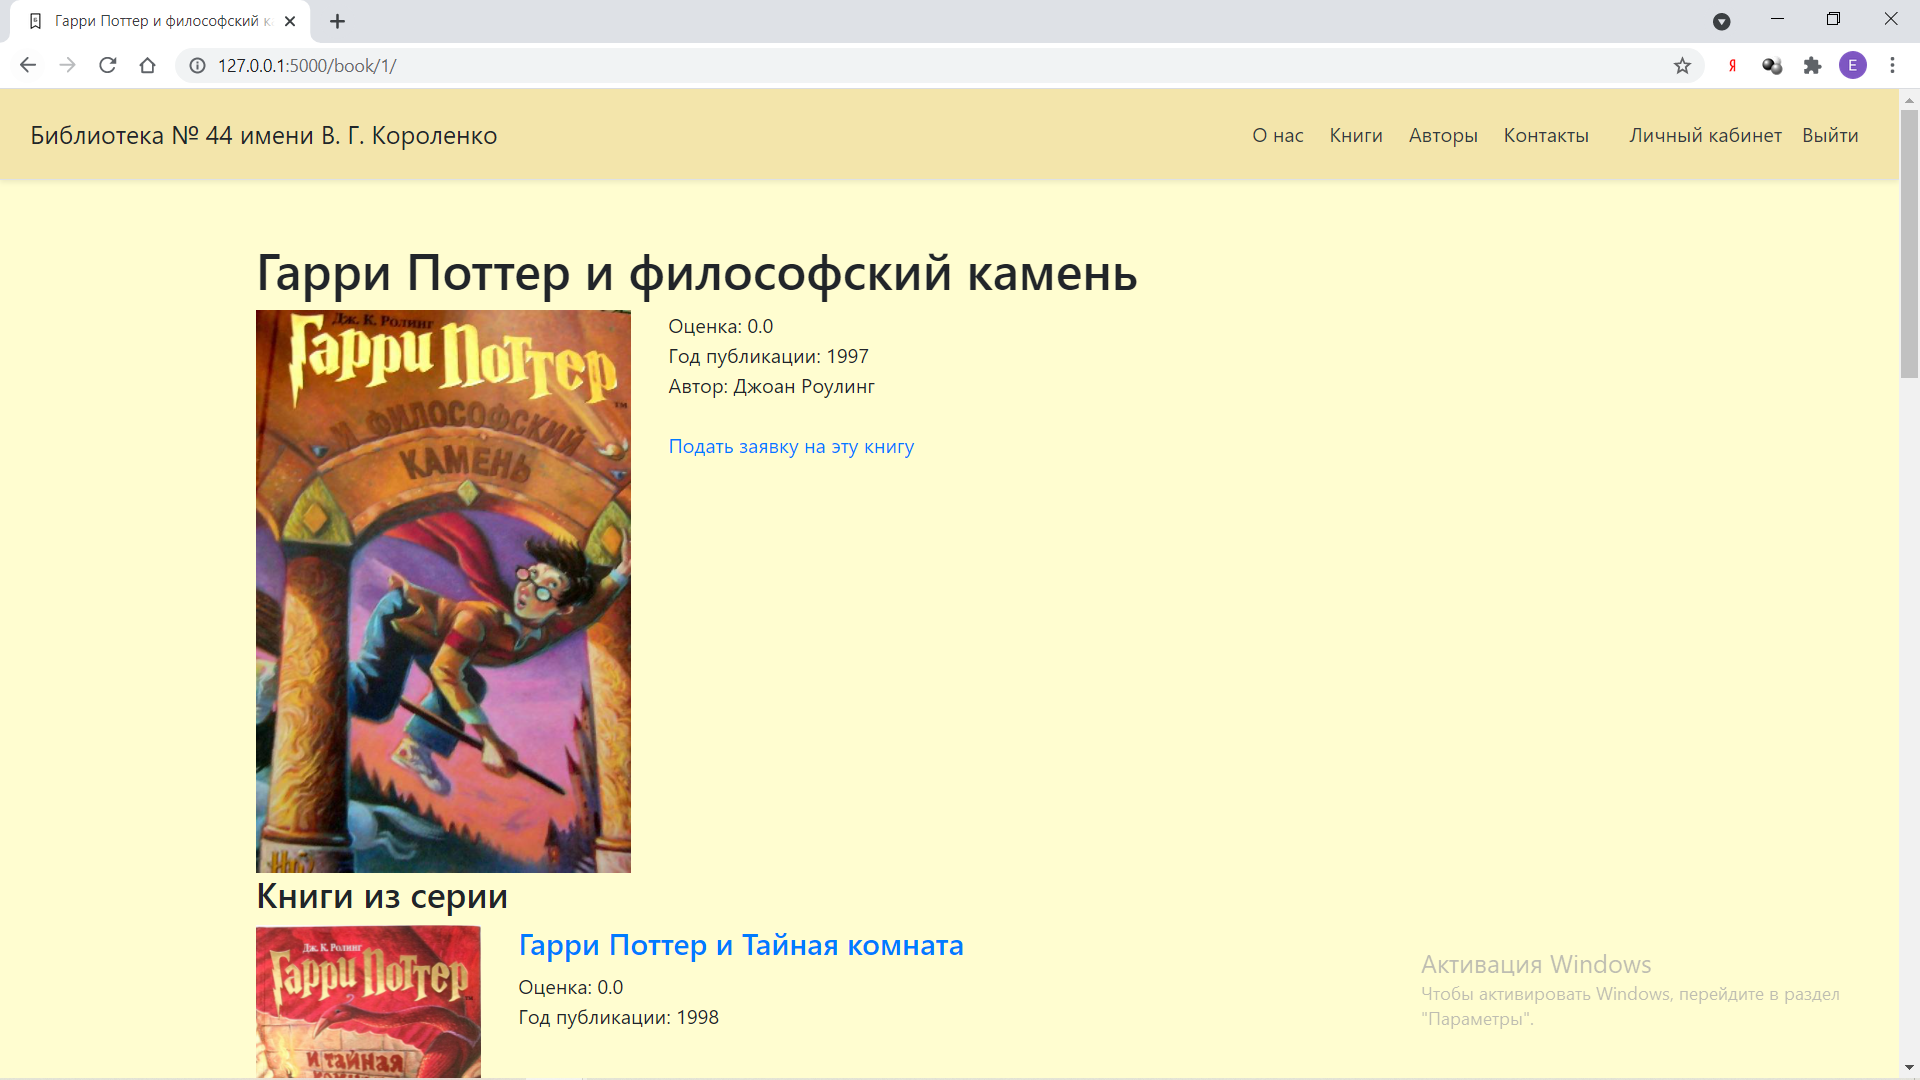 Гарри Поттер и философский к
127.0.0.1:5000/book/1/
Я
E
Библиотека № 44 имени В. Г. Короленко
О нас Книги Авторы Контакты Личный кабинет Выйти
Гарри Поттер и философский камень
Дж. К. Ролинг
Гарри Поттер
TM
и философский
камень
Оценка: 0.0
Год публикации: 1997
Автор: Джоан Роулинг
Подать заявку на эту книгу
Книги из серии
Дж. К. Ролинг
Гарри Поттер
и тайная
Гарри Поттер и Тайная комната
Оценка: 0.0
Год публикации: 1998
Активация Windows
Чтобы активировать Windows, перейдите в раздел
"Параметры".